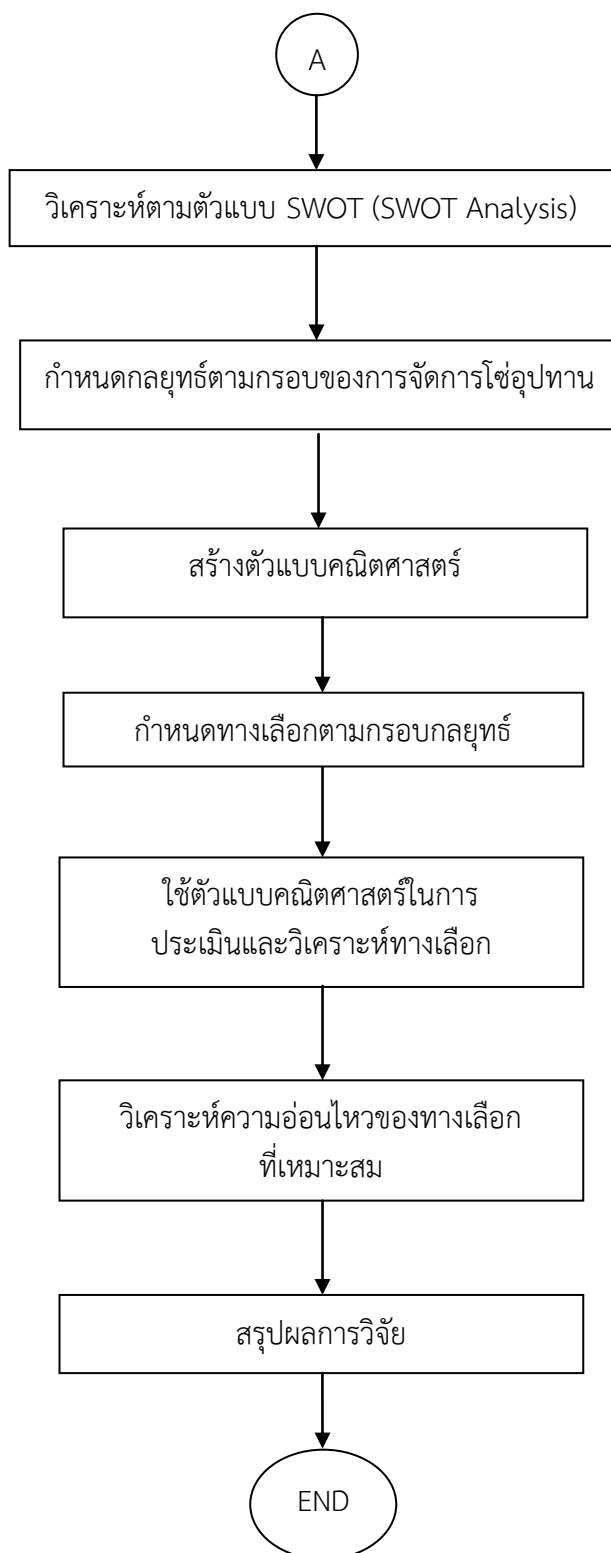 A
วิเคราะห์ตามตัวแบบ SWOT (SWOT Analysis)
กำหนดกลยุทธ์ตามกรอบของการจัดการโซ่อุปทาน
สร้างตัวแบบคณิตศาสตร์
กำหนดทางเลือกตามกรอบกลยุทธ์
ใช้ตัวแบบคณิตศาสตร์ในการ
ประเมินและวิเคราะห์ทางเลือก
วิเคราะห์ความอ่อนไหวของทางเลือก
ที่เหมาะสม
สรุปผลการวิจัย
END